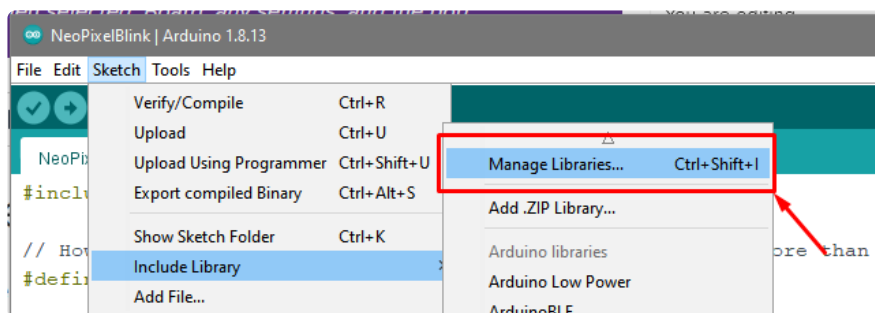 You are editing
NeoPixelBlink | Arduino 1.8.13
File Edit Sketch Tools Help
Verify/Compile Ctrl+R
Upload Ctrl+U
Upload Using Programmer Ctrl+Shift+U
Export compiled Binary Ctrl+Alt+S
Show Sketch Folder Ctrl+K
Include Library
Add File...
Manage Libraries... Ctrl+Shift+I
Add .ZIP Library...
Arduino libraries
Arduino Low Power
ArduinoBLE
NeoPi
#inclu
// How
ore than
#defin